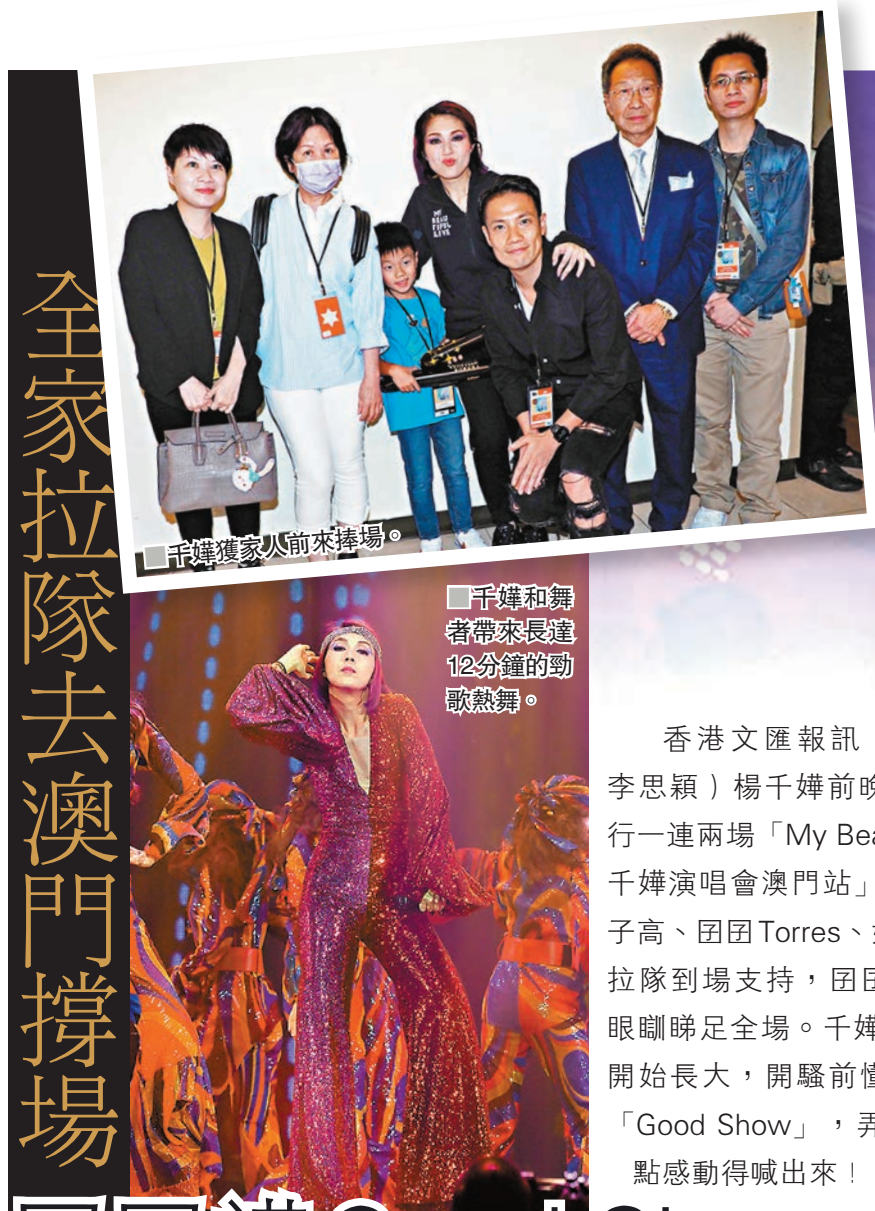 全家拉隊去澳門撐場
■千嬅獲家人前來捧場。
■千嬅和舞
者帶來長達
12分鐘的勁
歌熱舞。
香港文匯報訊
李思穎）楊千嬅前晚
行一連兩場「My Bea
千嬅演唱會澳門站」
子高、囝囝Torres、
拉隊到場支持，囝囝
眼瞓睇足全場。千嬅
開始長大，開騷前懂
「Good Show」，弄
點感動得喊出來！